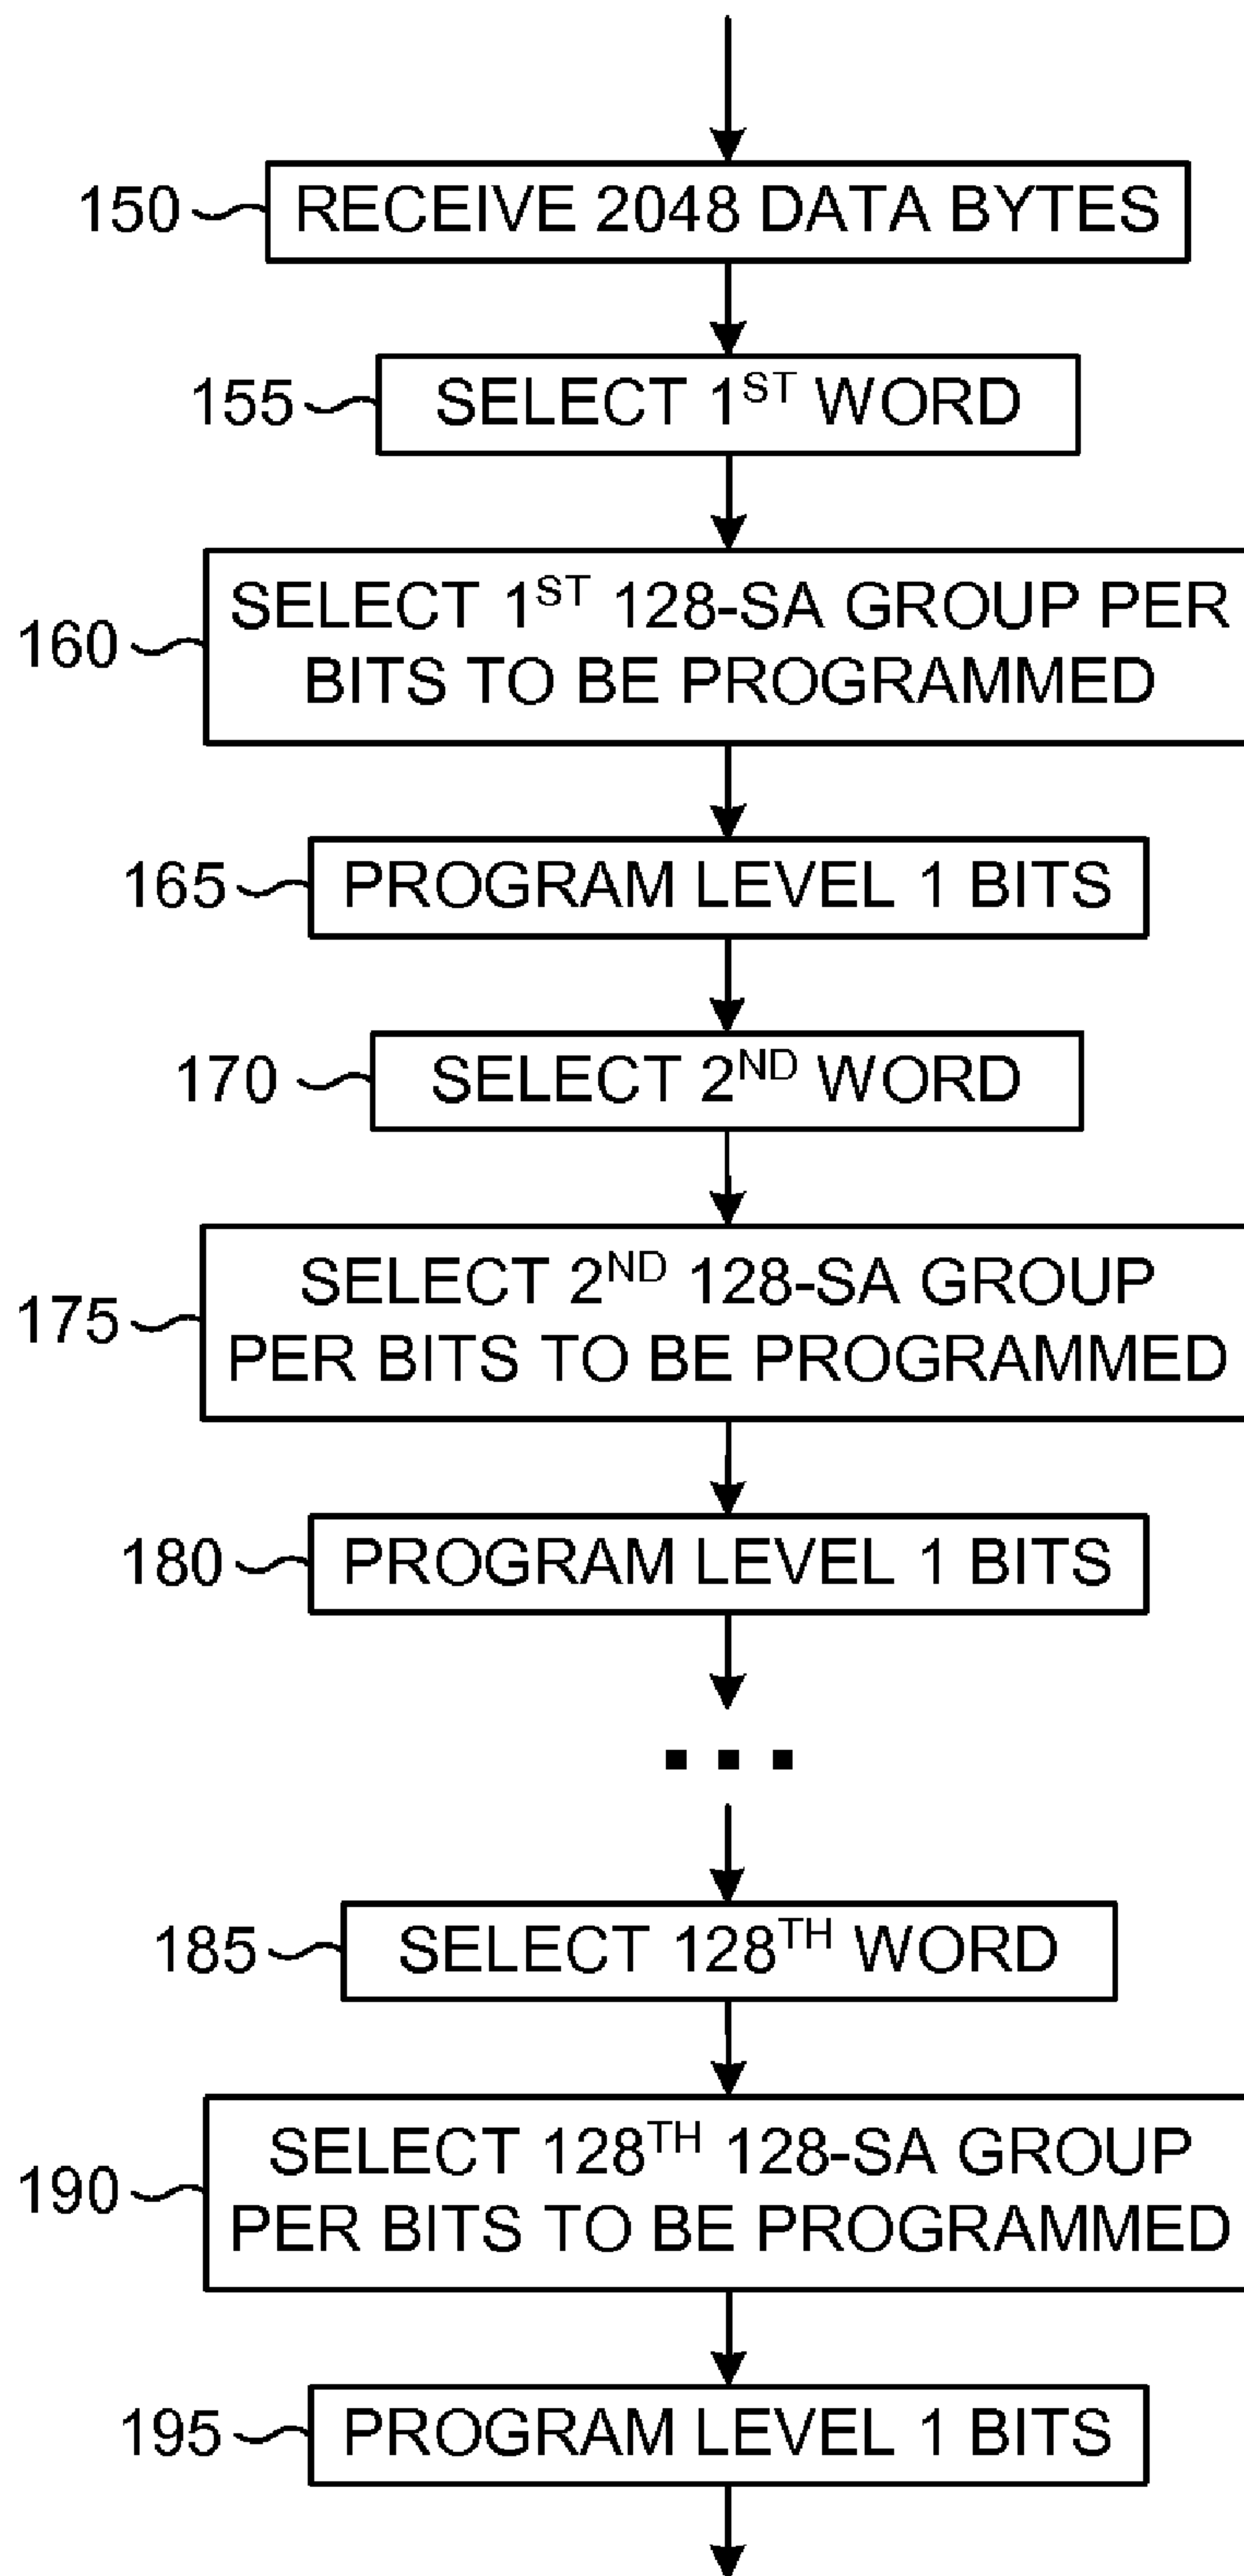 150 RECEIVE 2048 DATA BYTES
155 SELECT 1ST WORD
160 SELECT 1ST 128-SA GROUP PER
BITS TO BE PROGRAMMED
165 PROGRAM LEVEL 1 BITS
170 SELECT 2ND WORD
175 SELECT 2ND 128-SA GROUP
PER BITS TO BE PROGRAMMED
180 PROGRAM LEVEL 1 BITS
...
185 SELECT 128TH WORD
190 SELECT 128TH 128-SA GROUP
PER BITS TO BE PROGRAMMED
195 PROGRAM LEVEL 1 BITS